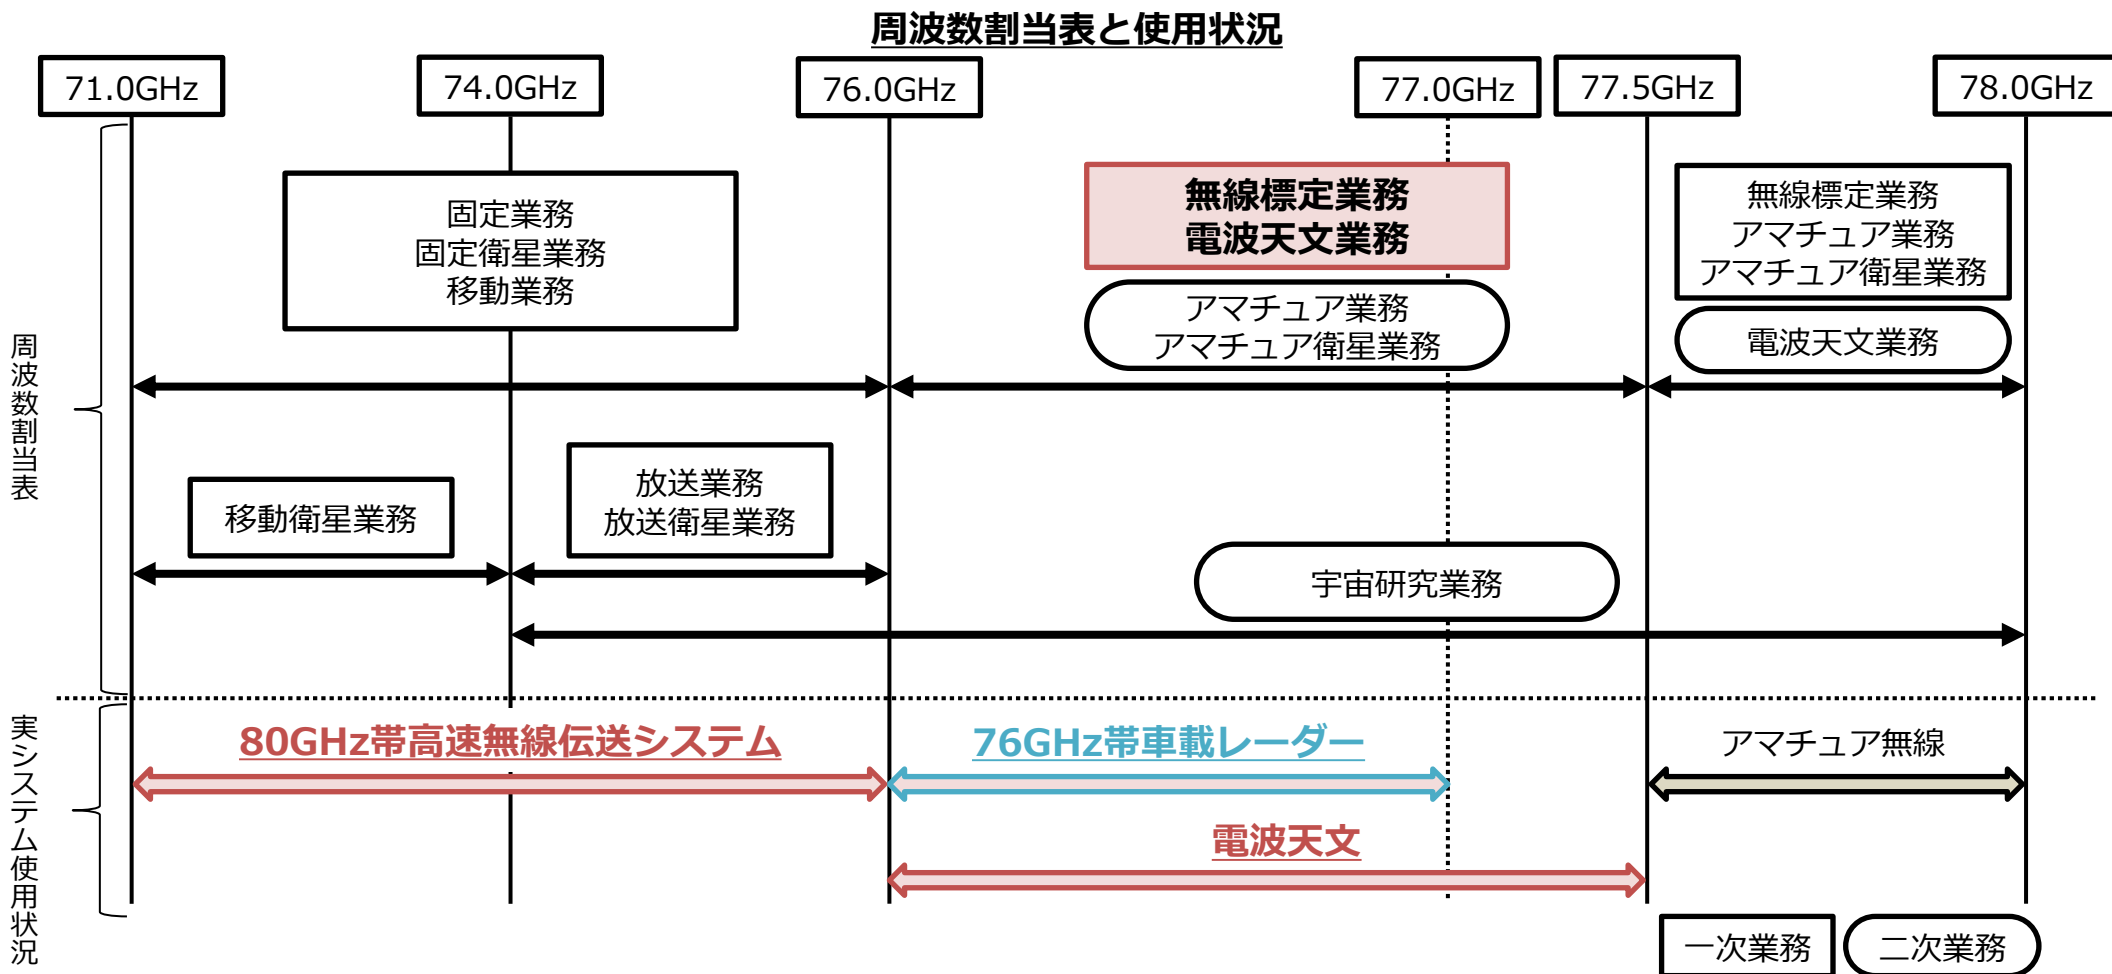 周波数割当表と使用状況
71.0GHz
74.0GHz
76.0GHz
77.0GHz
77.5GHz
78.0GHz
周波数割当表
固定業務
固定衛星業務
移動業務
無線標定業務
電波天文業務
アマチュア業務
アマチュア衛星業務
無線標定業務
アマチュア業務
アマチュア衛星業務
電波天文業務
移動衛星業務
放送業務
放送衛星業務
宇宙研究業務
実システム使用状況
80GHz帯高速無線伝送システム
76GHz帯車載レーダー
アマチュア無線
電波天文
一次業務
二次業務